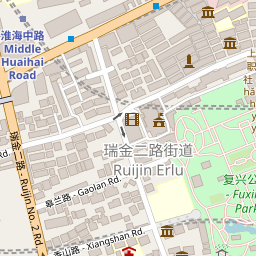 淮海中路
Middle
Huaihai
Road
瑞金二路街道
Ruijin Erlu
瑞金二路 - Ruijin No. 2 Rd
皋兰路 - Gaolan Rd.
香山路 - Xiangshan Rd.
Rd
复兴公
Fuxin
Park